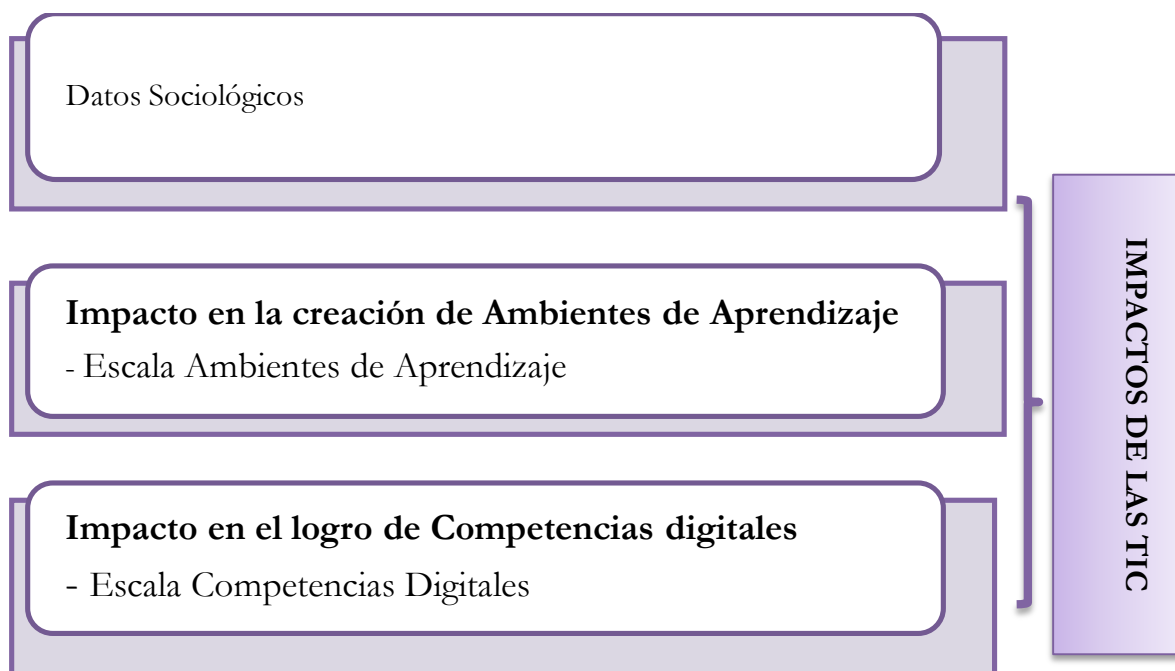 Datos Sociológicos
Impacto en la creación de Ambientes de Aprendizaje
- Escala Ambientes de Aprendizaje
Impacto en el logro de Competencias digitales
- Escala Competencias Digitales
IMPACTOS DE LAS TIC